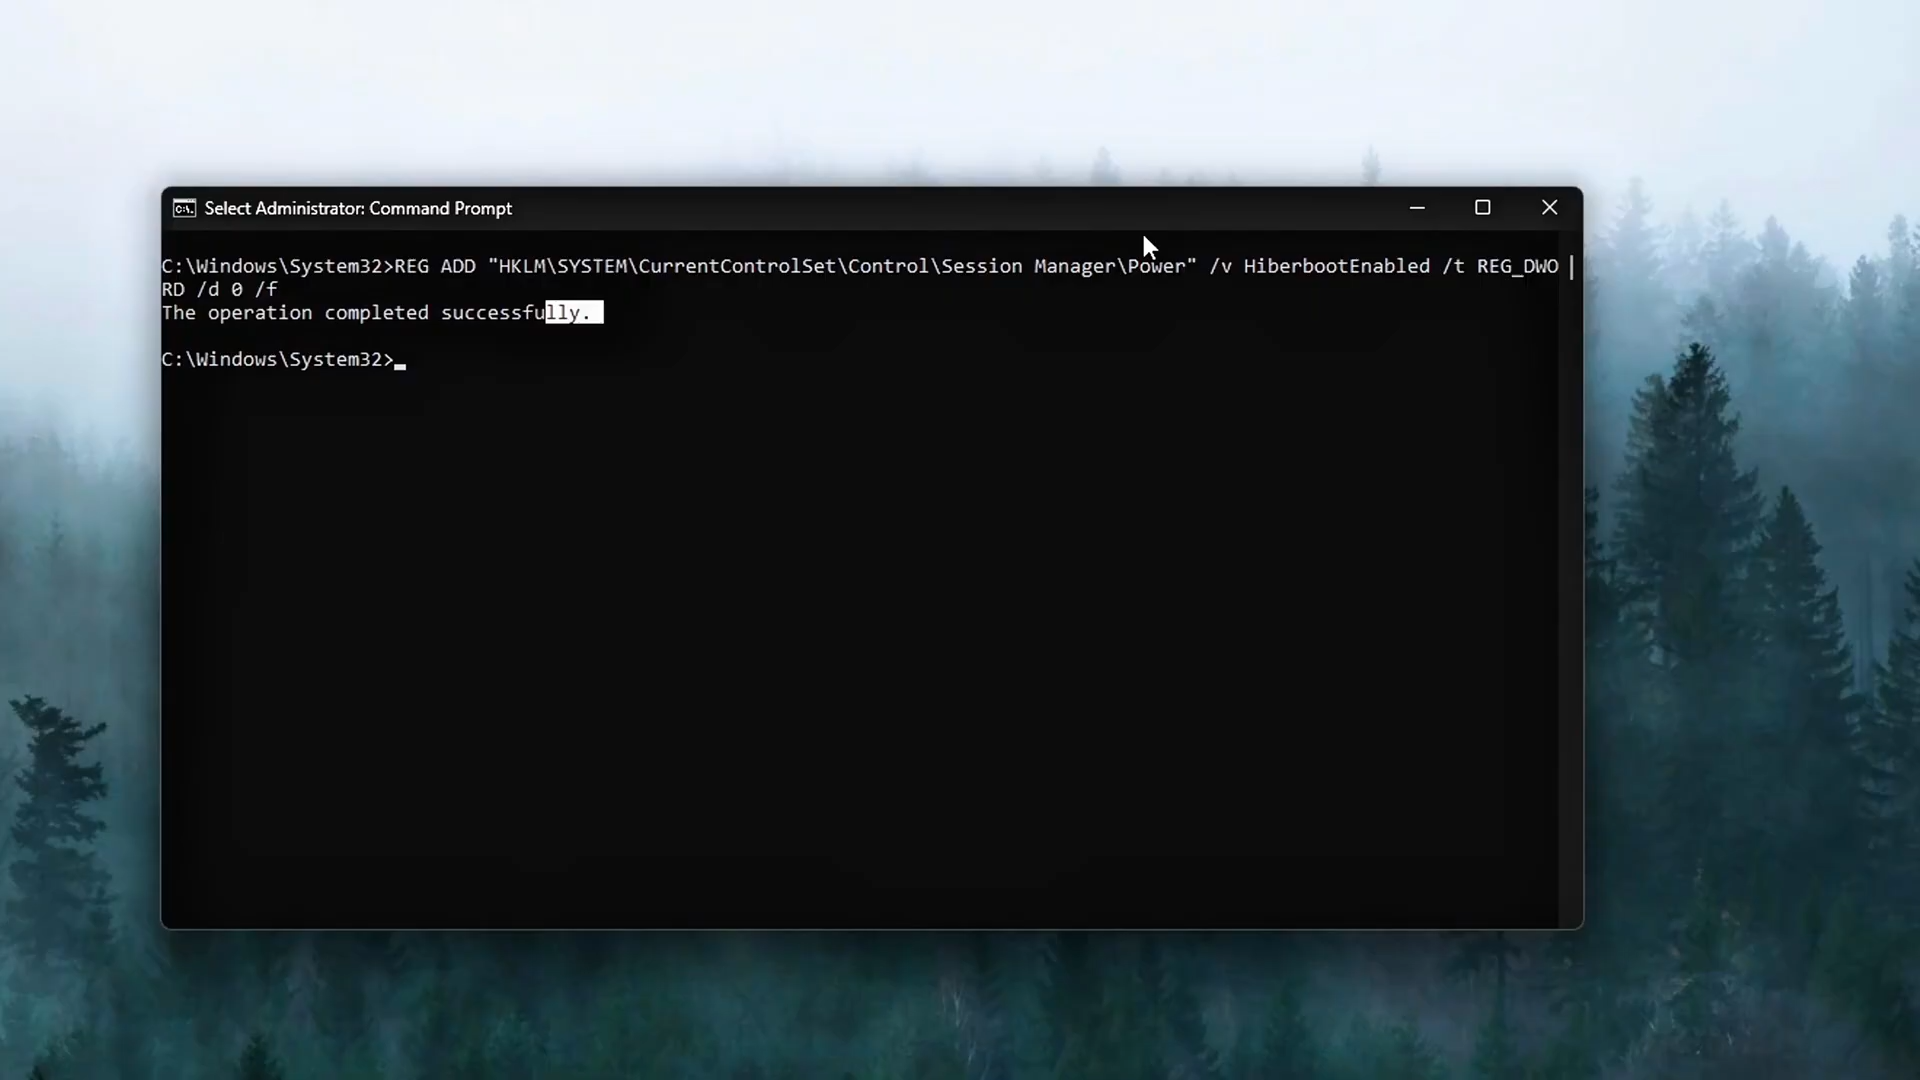 Select Administrator: Command Prompt
C:\Windows\System32>REG ADD "HKLM\SYSTEM\CurrentControlSet\Control\Session Manager\Power" /v HiberbootEnabled /t REG_DWO
RD /d 0 /f
The operation completed successfully.
C:\Windows\System32>